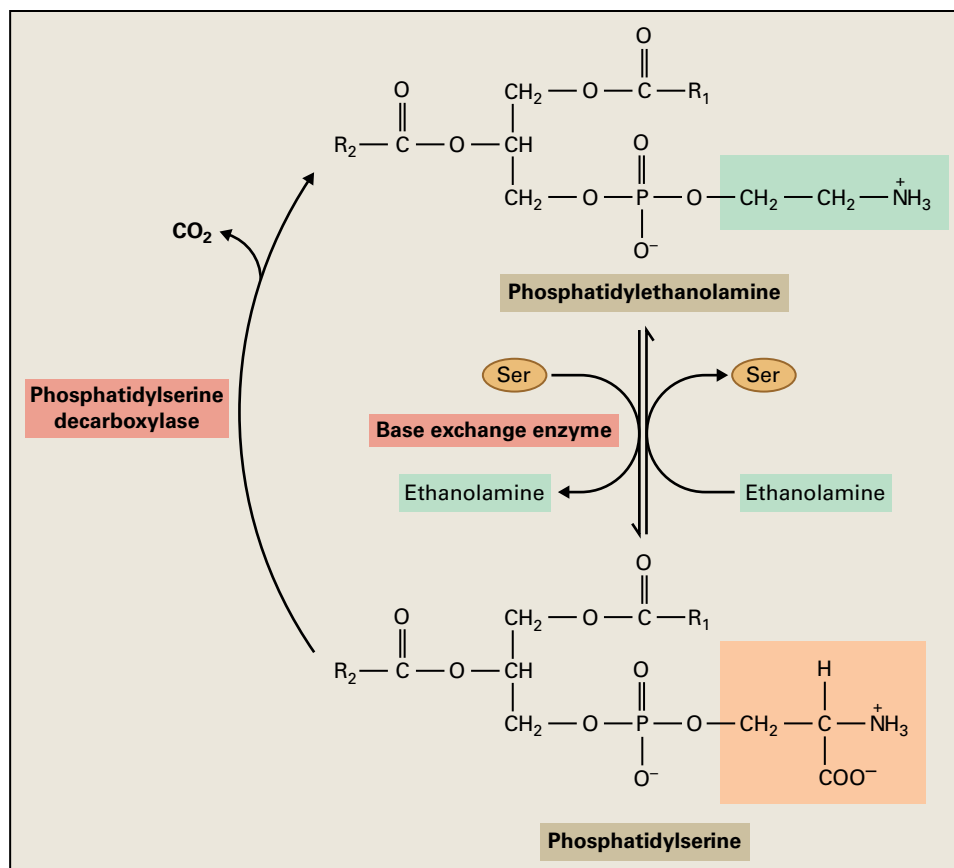 O
CH2—O—C—R1
O
R2—C—O—CH
O
CH2—O—P—O—CH2—CH2—NH3
+
O−
CO2
Phosphatidylethanolamine
Ser
Ser
Phosphatidylserine
decarboxylase
Base exchange enzyme
Ethanolamine
Ethanolamine
O
CH2—O—C—R1
O
R2—C—O—CH
H
O
CH2—O—P—O—CH2—C—NH3
+
O−
COO−
Phosphatidylserine